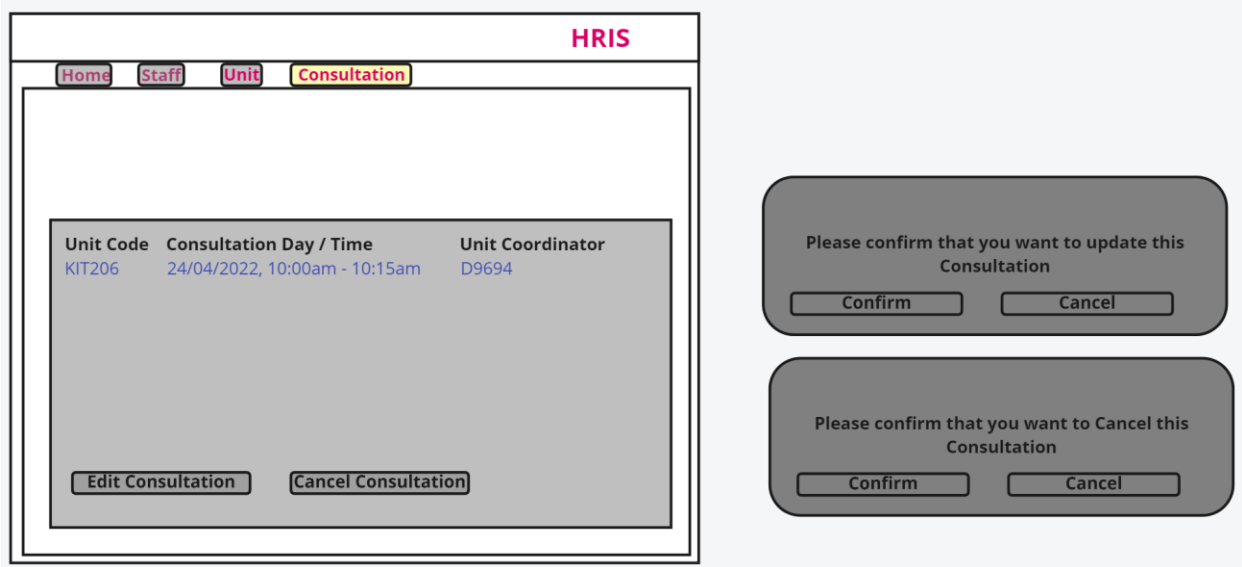 HRIS
Home Staff Unit Consultation
Unit Code Consultation Day / Time Unit Coordinator
KIT206 24/04/2022, 10:00am - 10:15am D9694
Edit Consultation Cancel Consultation
Please confirm that you want to update this
Consultation
Confirm Cancel
Please confirm that you want to Cancel this
Consultation
Confirm Cancel